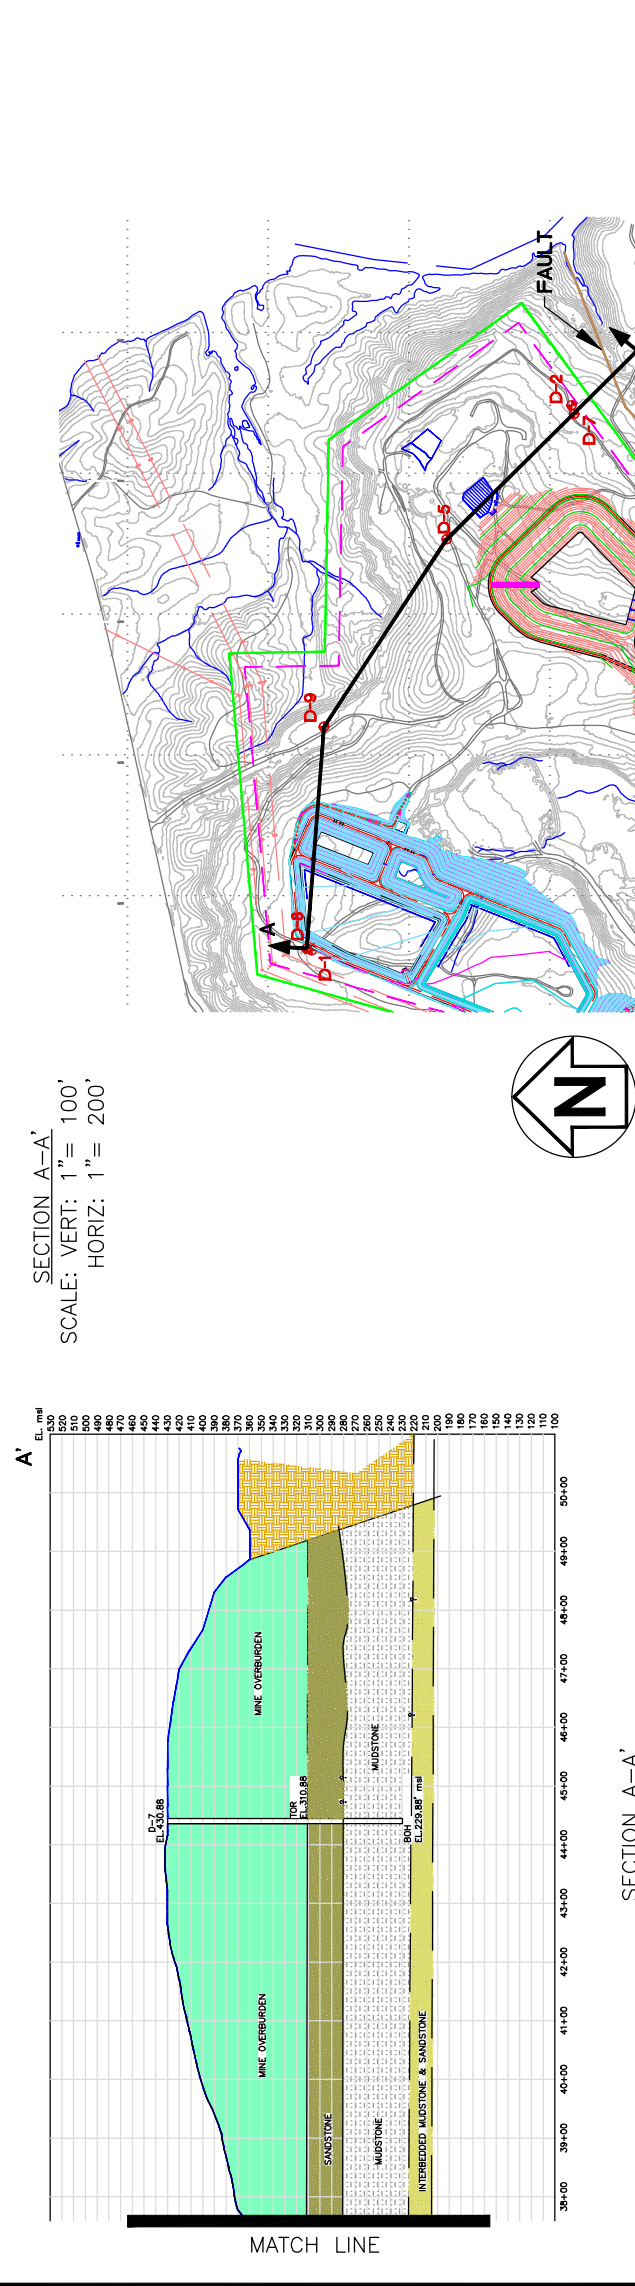 FAULT
D-2
D-7
D-5
D-9
A
D-8
D-1
N
SECTION A-A'
SCALE: VERT: 1"= 100'
HORIZ: 1"= 200'
A'
EL. msl
530
520
510
500
490
480
470
460
450
440
430
420
410
400
390
380
370
360
350
340
330
320
310
300
290
280
270
260
250
240
230
220
210
200
190
180
170
160
150
140
130
120
110
100
50+00
49+00
48+00
47+00
46+00
45+00
44+00
43+00
42+00
41+00
40+00
39+00
38+00
MINE OVERBURDEN
MUDSTONE
?
?
?
?
D-7
EL.430.88
TOR
EL.310.88
BOH
EL.229.88' msl
MINE OVERBURDEN
SANDSTONE
MUDSTONE
INTERBEDDED MUDSTONE & SANDSTONE
MATCH LINE
SECTION A-A'